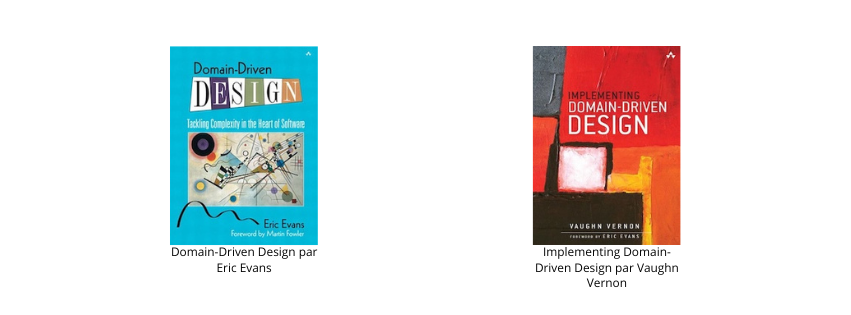 Domain-Driven
DESIGN
Tackling Complexity in the Heart of Software
Eric Evans
Foreword by Martin Fowler
Domain-Driven Design par
Eric Evans
IMPLEMENTING
DOMAIN-DRIVEN
DESIGN
VAUGHN VERNON
FOREWORD BY ERIC EVANS
Implementing Domain-
Driven Design par Vaughn
Vernon